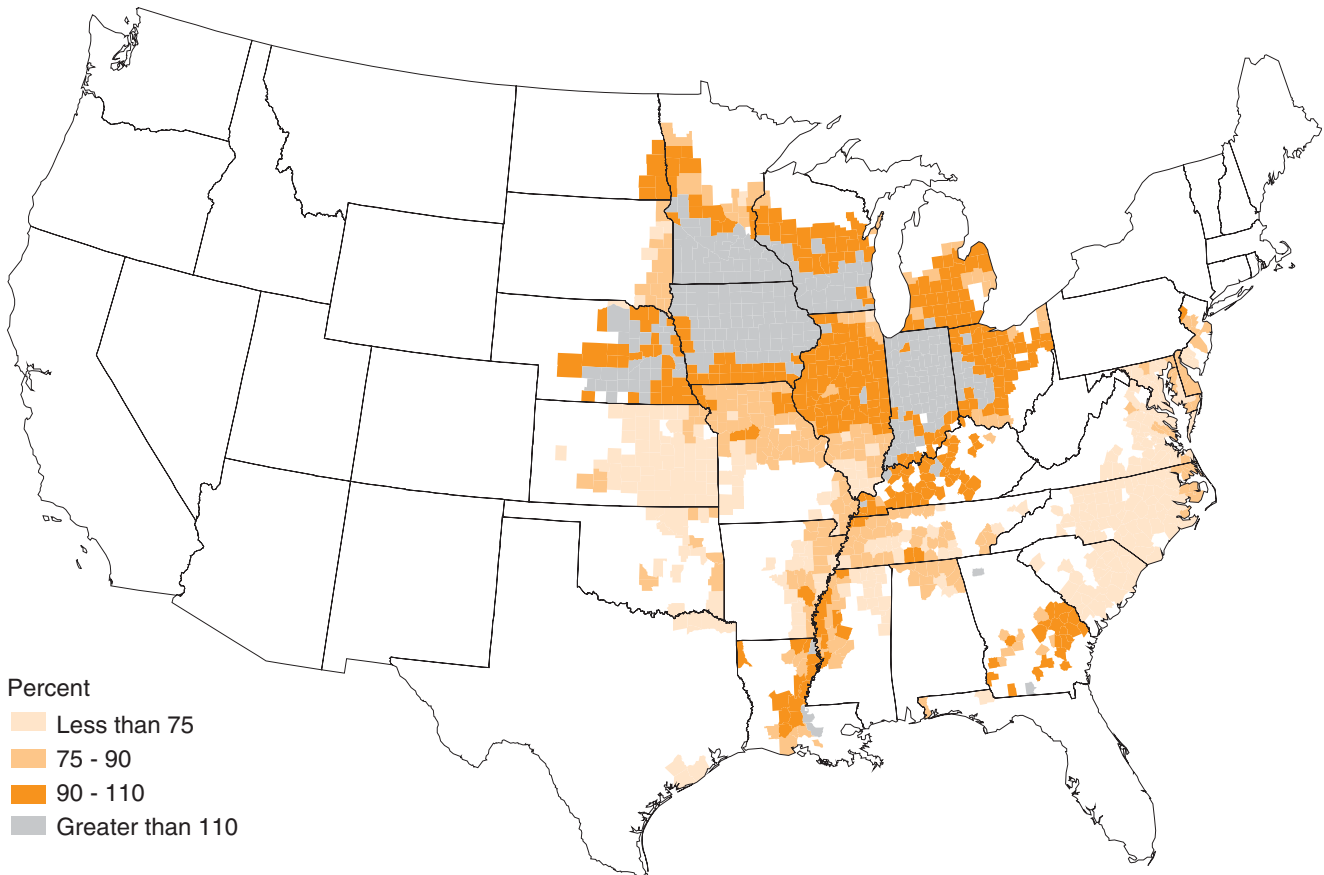 Percent
Less than 75
75 - 90
90 - 110
Greater than 110